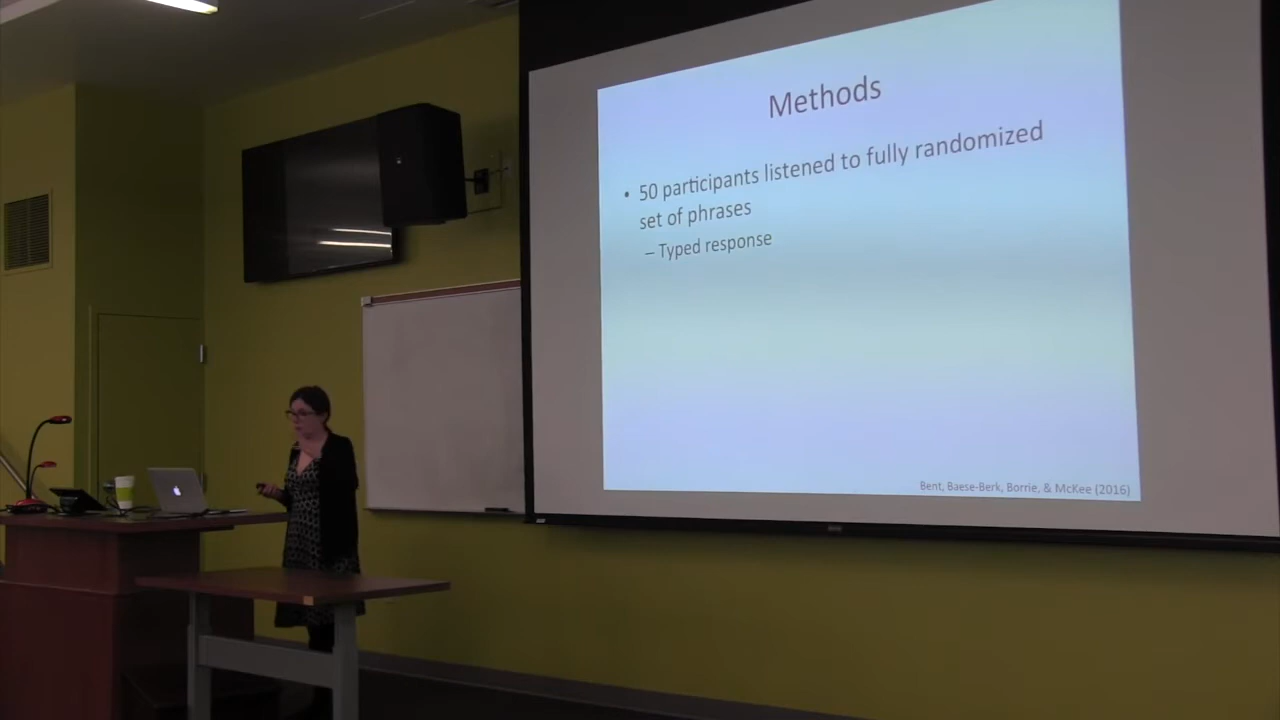 Methods
• 50 participants listened to fully randomized
set of phrases
– Typed response
Bent, Baese-Berk, Borrie, & McKee (2016)